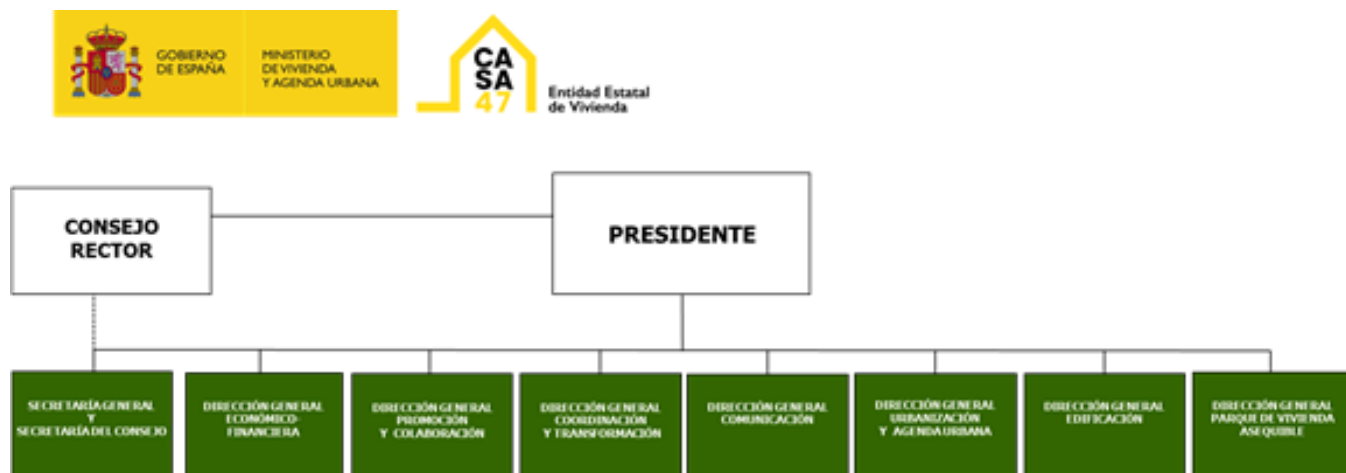 GOBIERNO
DE ESPAÑA
MINISTERIO
DE VIVIENDA
Y AGENDA URBANA
CA
SA
47
Entidad Estatal
de Vivienda
CONSEJO
RECTOR
PRESIDENTE
SECRETARÍA GENERAL
Y
SECRETARÍA DEL CONSEJO
DIRECCIÓN GENERAL
ECONÓMICO-
FINANCIERA
DIRECCIÓN GENERAL
PROMOCIÓN
Y COLABORACIÓN
DIRECCIÓN GENERAL
COORDINACIÓN
Y TRANSFORMACIÓN
DIRECCIÓN GENERAL
COMUNICACIÓN
DIRECCIÓN GENERAL
URBANIZACIÓN
Y AGENDA URBANA
DIRECCIÓN GENERAL
EDIFICACIÓN
DIRECCIÓN GENERAL
PARQUE DE VIVIENDA
ASEQUIBLE